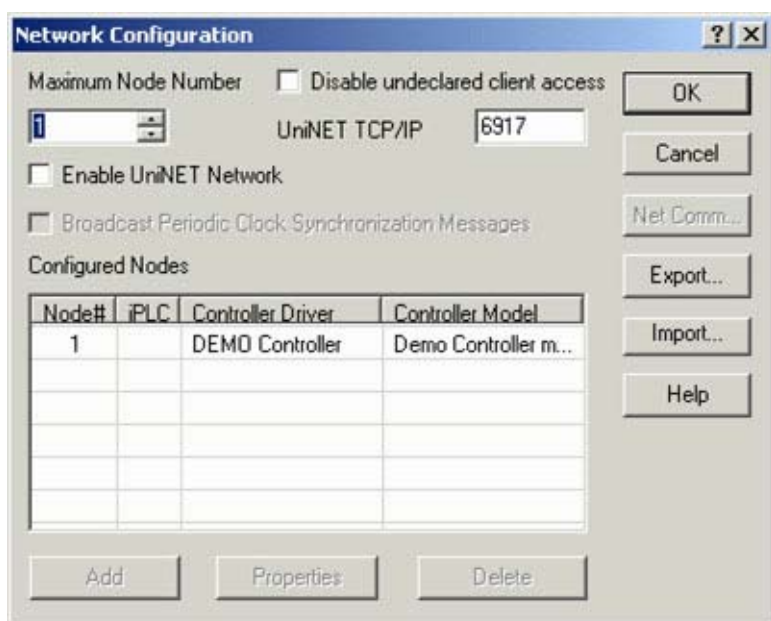 Network Configuration
Maximum Node Number
Disable undeclared client access
OK
1
UniNET TCP/IP
6917
Cancel
Enable UniNET Network
Net Comm...
Broadcast Periodic Clock Synchronization Messages
Configured Nodes
Export...
Node# iPLC Controller Driver Controller Model
1 DEMO Controller Demo Controller m...
Import...
Help
Add Properties Delete